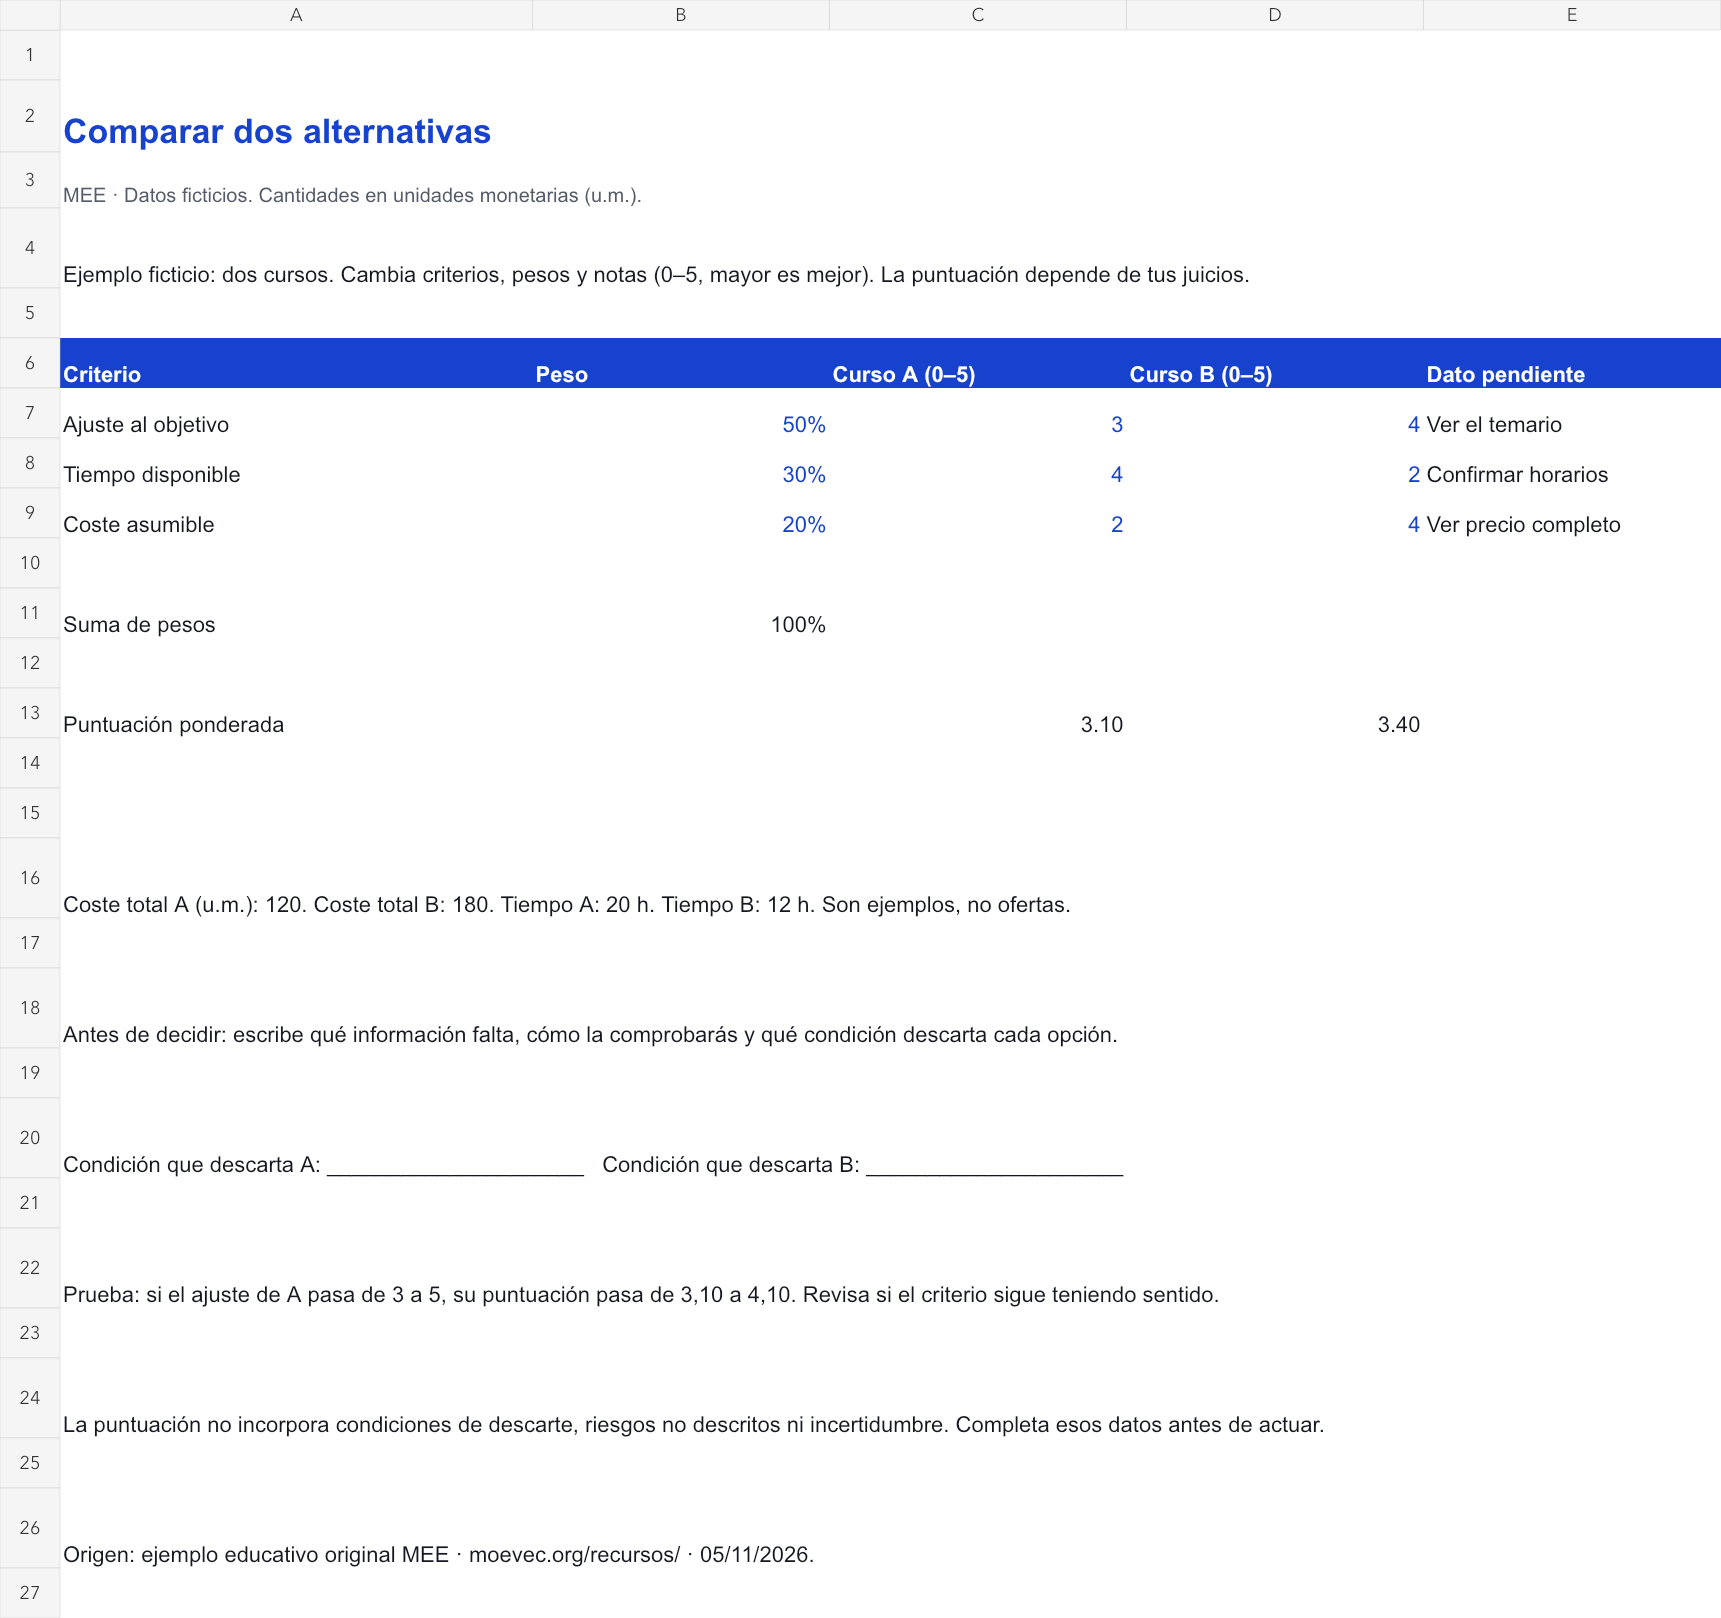 A B C D E
1
2 Comparar dos alternativas
3 MEE · Datos ficticios. Cantidades en unidades monetarias (u.m.).
4 Ejemplo ficticio: dos cursos. Cambia criterios, pesos y notas (0–5, mayor es mejor). La puntuación depende de tus juicios.
5
6 Criterio Peso Curso A (0–5) Curso B (0–5) Dato pendiente
7 Ajuste al objetivo 50% 3 4 Ver el temario
8 Tiempo disponible 30% 4 2 Confirmar horarios
9 Coste asumible 20% 2 4 Ver precio completo
10
11 Suma de pesos 100%
12
13 Puntuación ponderada 3.10 3.40
14
15
16 Coste total A (u.m.): 120. Coste total B: 180. Tiempo A: 20 h. Tiempo B: 12 h. Son ejemplos, no ofertas.
17
18 Antes de decidir: escribe qué información falta, cómo la comprobarás y qué condición descarta cada opción.
19
20 Condición que descarta A: _____________________ Condición que descarta B: _____________________
21
22 Prueba: si el ajuste de A pasa de 3 a 5, su puntuación pasa de 3,10 a 4,10. Revisa si el criterio sigue teniendo sentido.
23
24 La puntuación no incorpora condiciones de descarte, riesgos no descritos ni incertidumbre. Completa esos datos antes de actuar.
25
26 Origen: ejemplo educativo original MEE · moevec.org/recursos/ · 05/11/2026.
27